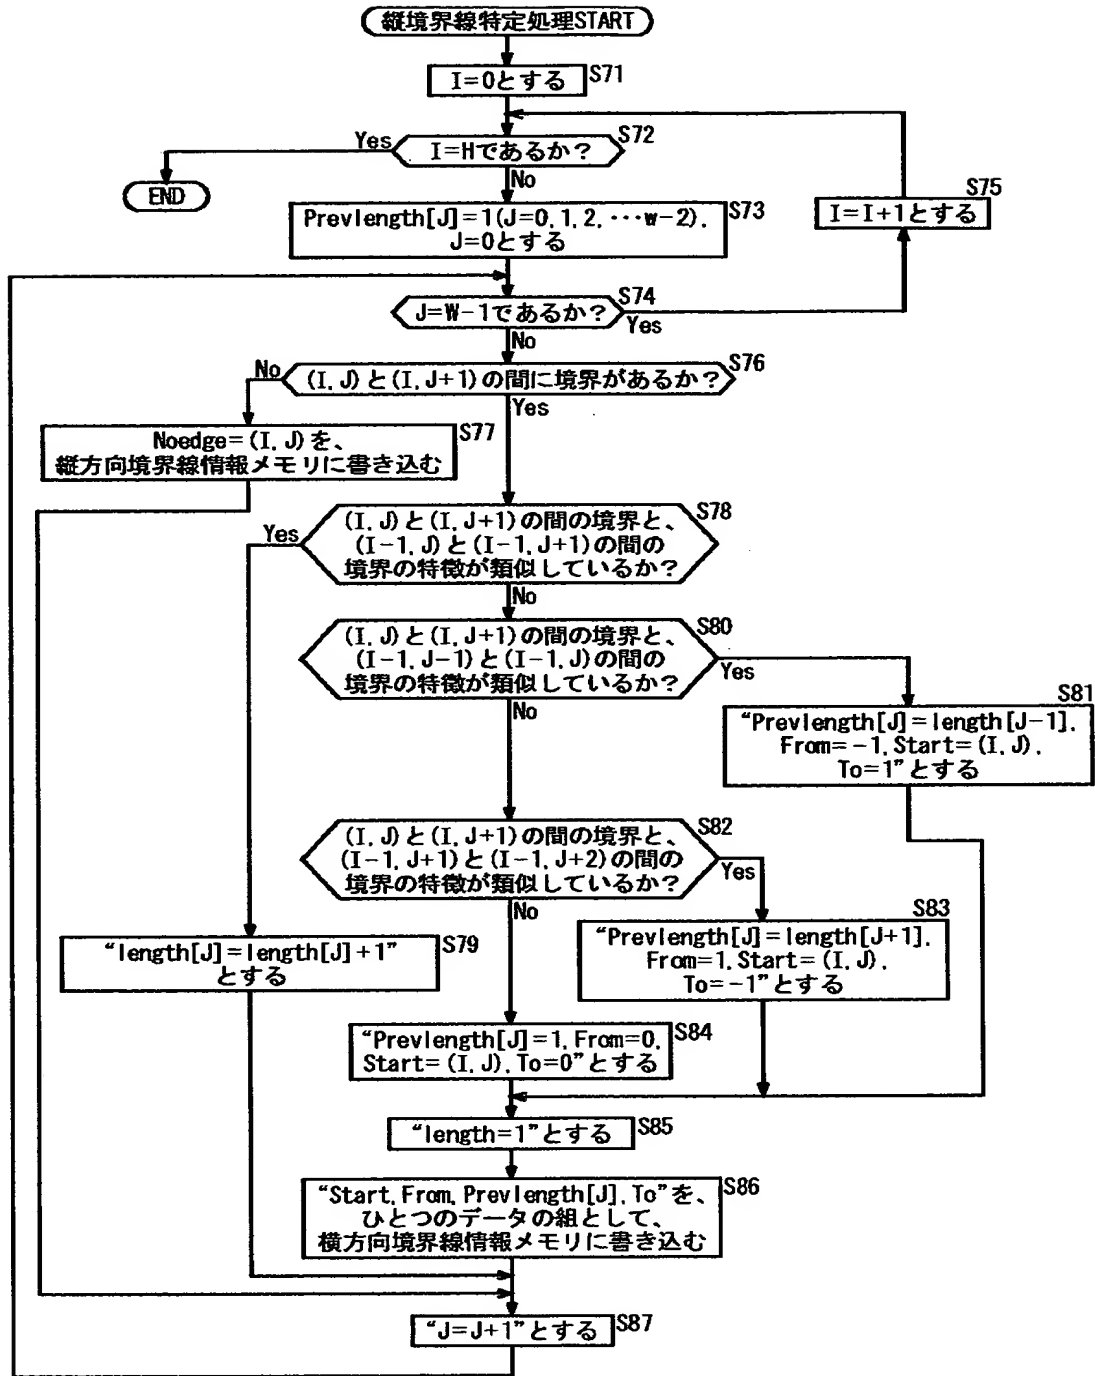 縦境界線特定処理START
I=0とする
S71
I=Hであるか?
S72
Yes
No
END
Prevlength[J]=1(J=0,1,2,···w-2),
J=0とする
S73
I=I+1とする
S75
J=W-1であるか?
S74
Yes
No
(I,J)と(I,J+1)の間に境界があるか?
S76
No
Yes
Noedge=(I,J)を、
縦方向境界線情報メモリに書き込む
S77
(I,J)と(I,J+1)の間の境界と、
(I-1,J)と(I-1,J+1)の間の
境界の特徴が類似しているか?
S78
Yes
No
(I,J)と(I,J+1)の間の境界と、
(I-1,J-1)と(I-1,J)の間の
境界の特徴が類似しているか?
S80
Yes
No
“Prevlength[J]=length[J-1],
From=-1,Start=(I,J),
To=1”とする
S81
(I,J)と(I,J+1)の間の境界と、
(I-1,J+1)と(I-1,J+2)の間の
境界の特徴が類似しているか?
S82
Yes
No
“Prevlength[J]=length[J+1],
From=1,Start=(I,J),
To=-1”とする
S83
“length[J]=length[J]+1”
とする
S79
“Prevlength[J]=1,From=0,
Start=(I,J),To=0”とする
S84
“length=1”とする
S85
“Start,From,Prevlength[J],To”を、
ひとつのデータの組として、
横方向境界線情報メモリに書き込む
S86
“J=J+1”とする
S87